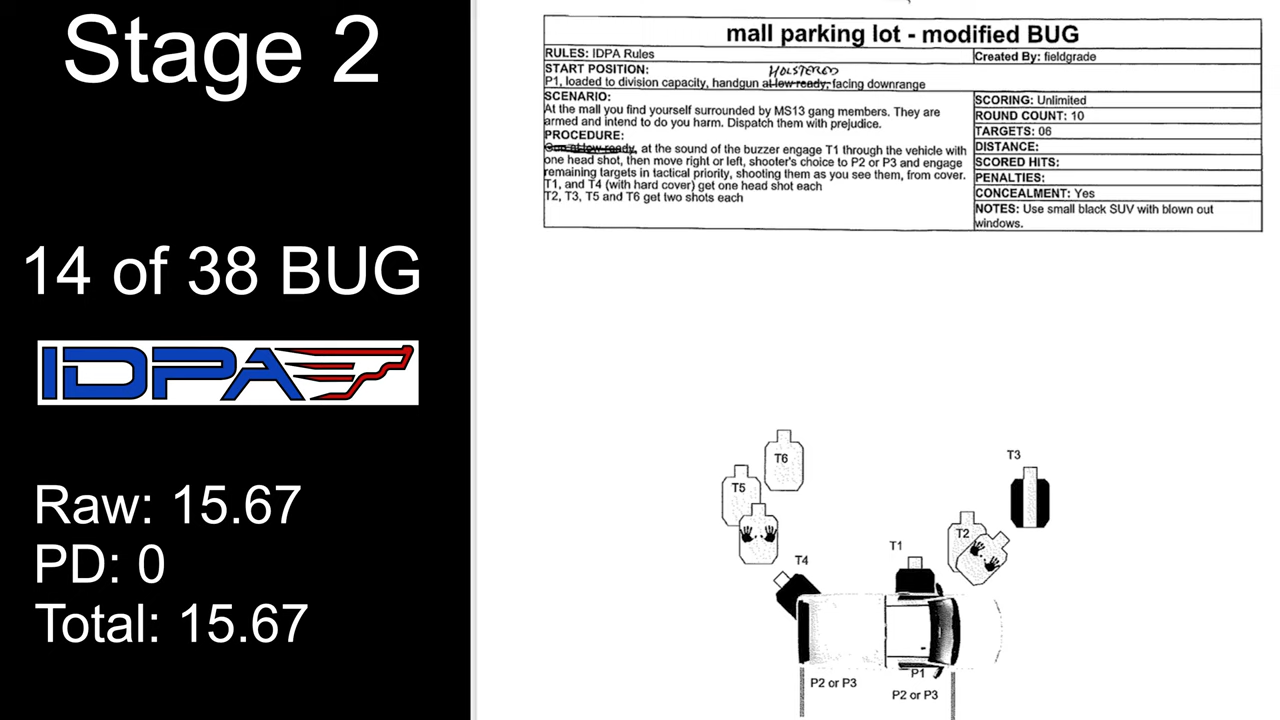 Stage 2
14 of 38 BUG
IDPA
Raw: 15.67
PD: 0
Total: 15.67
mall parking lot - modified BUG
RULES: IDPA Rules
Created By: fieldgrade
START POSITION:
HOLSTERED
P1, loaded to division capacity, handgun at low ready, facing downrange
SCENARIO:
At the mall you find yourself surrounded by MS13 gang members. They are
armed and intend to do you harm. Dispatch them with prejudice.
PROCEDURE:
Gun at low ready, at the sound of the buzzer engage T1 through the vehicle with
one head shot, then move right or left, shooter's choice to P2 or P3 and engage
remaining targets in tactical priority, shooting them as you see them, from cover.
T1, and T4 (with hard cover) get one head shot each
T2, T3, T5 and T6 get two shots each
SCORING: Unlimited
ROUND COUNT: 10
TARGETS: 06
DISTANCE:
SCORED HITS:
PENALTIES:
CONCEALMENT: Yes
NOTES: Use small black SUV with blown out
windows.
T6
T3
T5
T2
T1
T4
P1
P2 or P3
P2 or P3